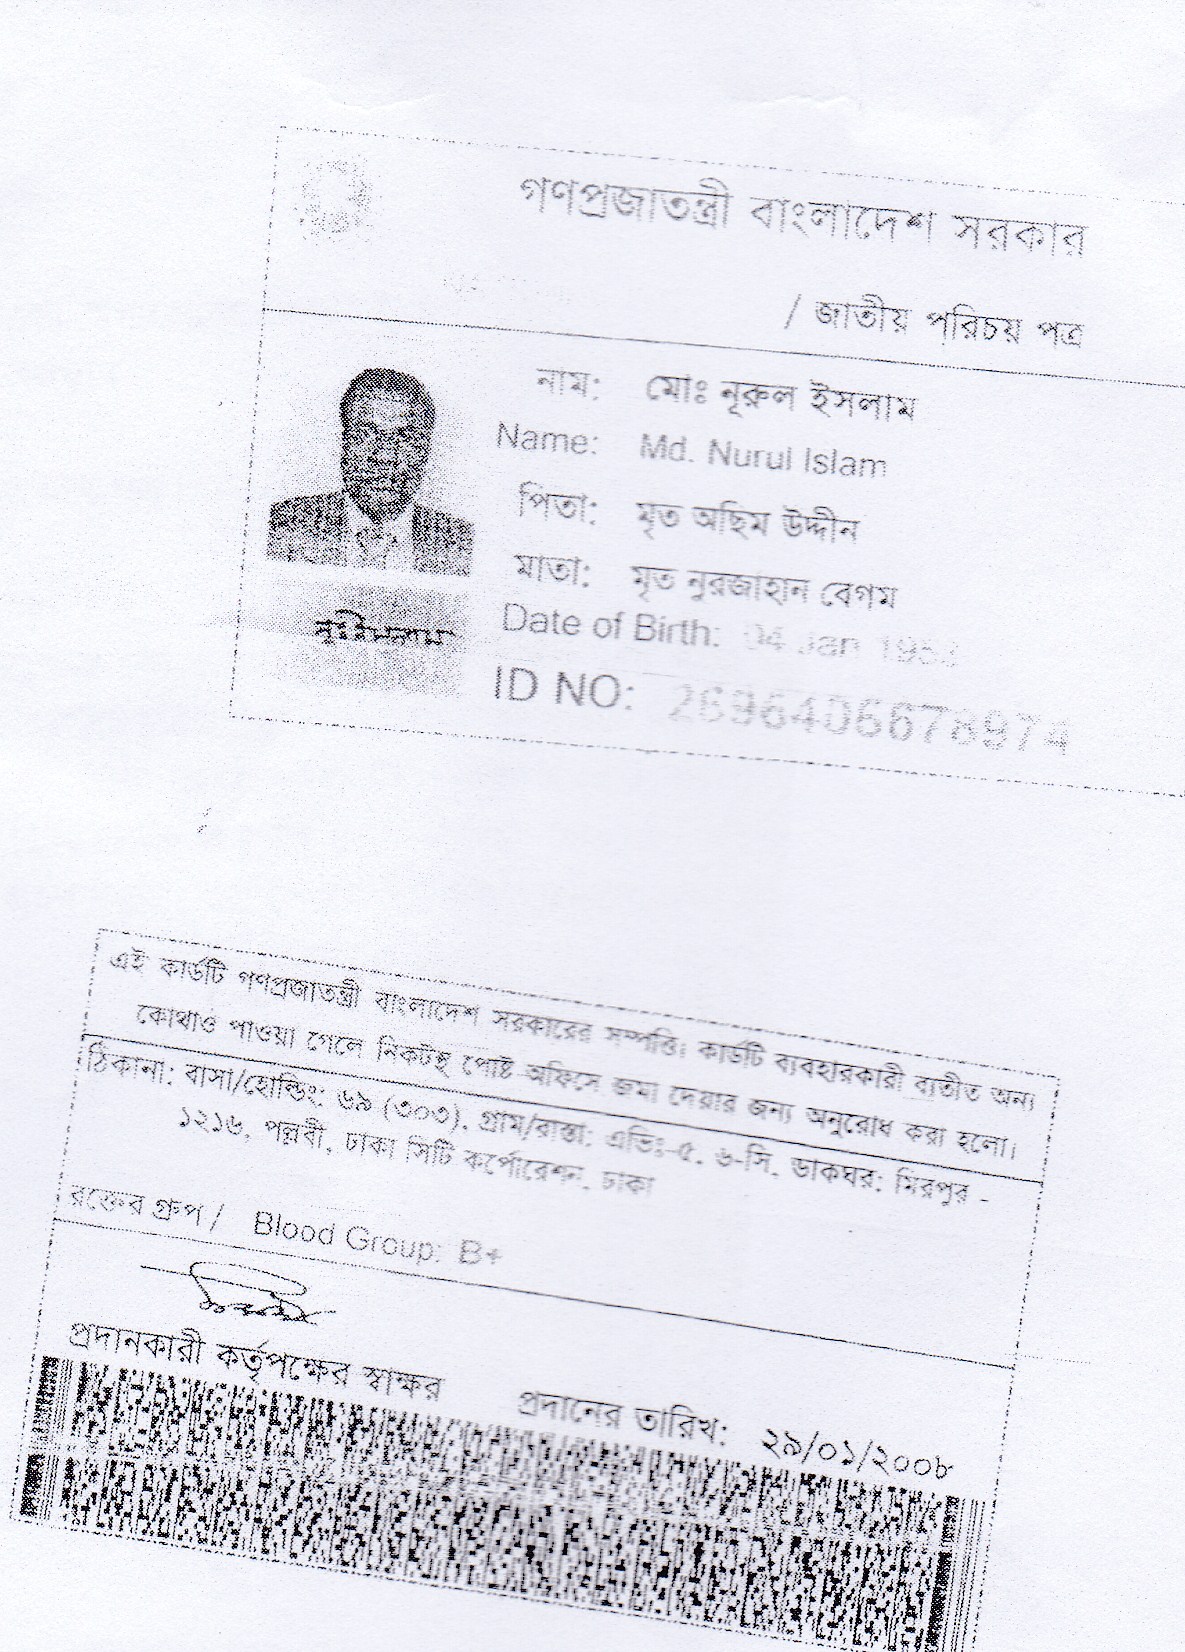 গণপ্রজাতন্ত্রী বাংলাদেশ সরকার
/ জাতীয় পরিচয় পত্র
নাম: মোঃ নূরুল ইসলাম
Name: Md. Nurul Islam
পিতা: মৃত অছিম উদ্দীন
মাতা: মৃত নুরজাহান বেগম
Date of Birth: 04 Jan
ID NO: 2696406678974
এই কার্ডটি গণপ্রজাতন্ত্রী বাংলাদেশ সরকারের সম্পত্তি। কার্ডটি ব্যবহারকারী ব্যতীত অন্য
কোথাও পাওয়া গেলে নিকটস্থ পোষ্ট অফিসে জমা দেয়ার জন্য অনুরোধ করা হলো।
ঠিকানা: বাসা/হোল্ডিং: ৬৯ (৩০৩), গ্রাম/রাস্তা: এভিঃ-৫, ৬-সি, ডাকঘর: মিরপুর -
১২১৬, পল্লবী, ঢাকা সিটি কর্পোরেশন, ঢাকা
রক্তের গ্রুপ / Blood Group: B+
প্রদানকারী কর্তৃপক্ষের স্বাক্ষর প্রদানের তারিখ: ২৯/০১/২০০৮